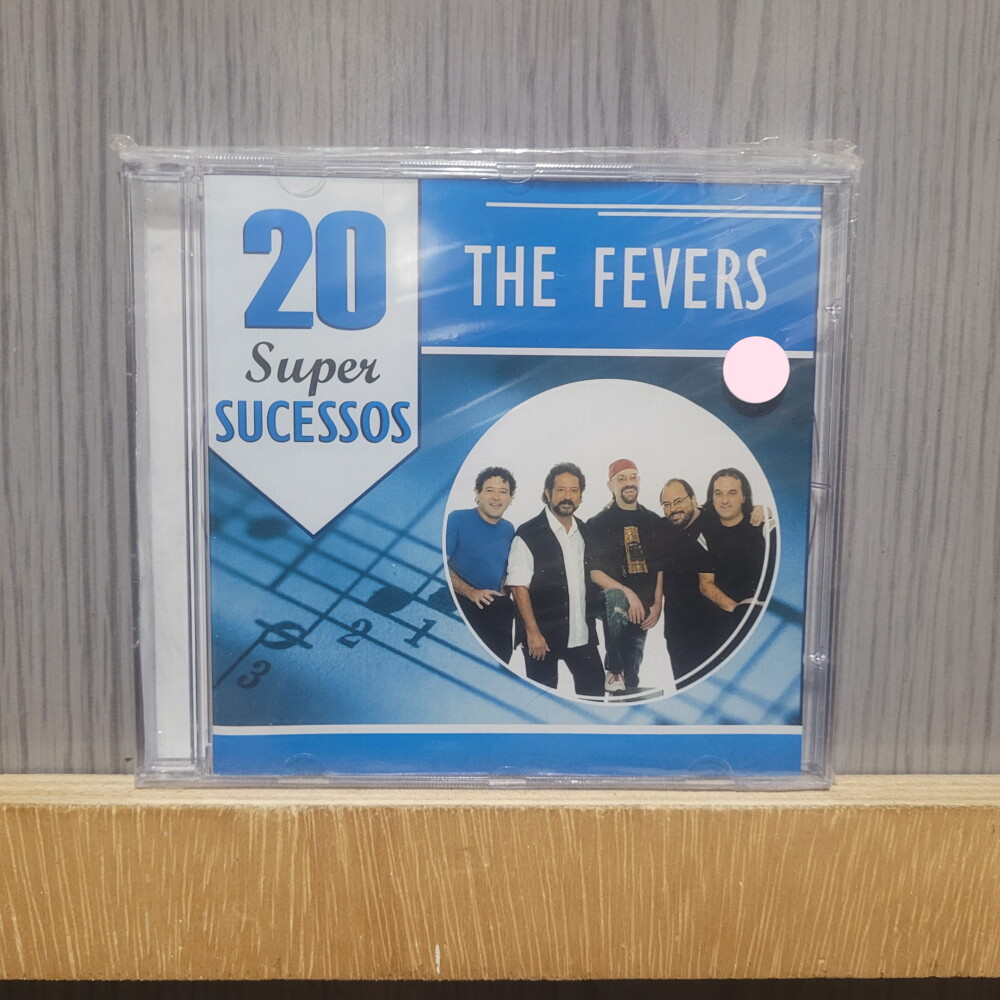 20
Super
SUCESSOS
THE FEVERS
2 1
3